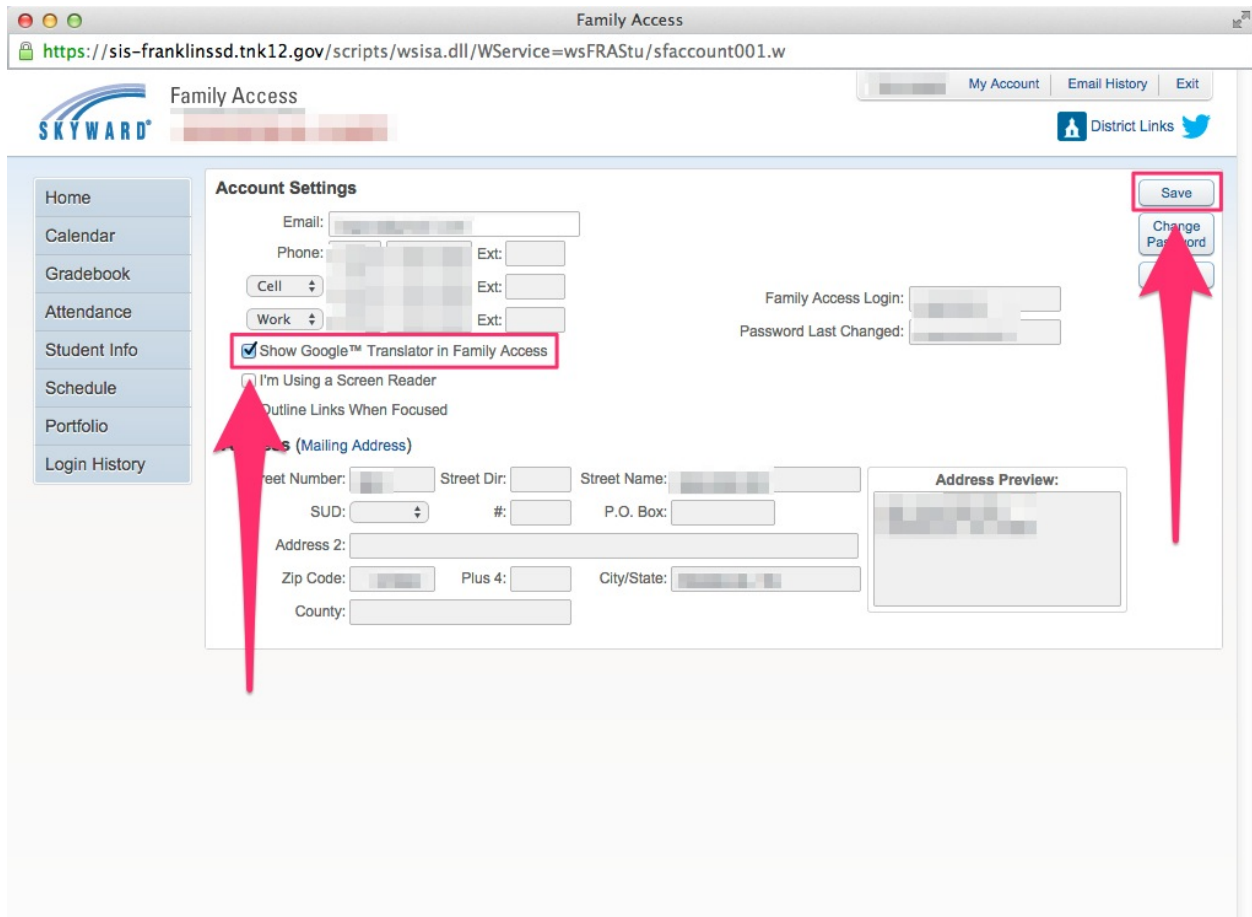 Family Access
https://sis-franklinssd.tnk12.gov/scripts/wsisa.dll/WService=wsFRAStu/sfaccount001.w
SKYWARD®
Family Access
My Account
Email History
Exit
District Links
Home
Calendar
Gradebook
Attendance
Student Info
Schedule
Portfolio
Login History
Account Settings
Save
Change
Email:
Phone:
Ext:
Cell
Ext:
Work
Ext:
Family Access Login:
Password Last Changed:
Show Google™ Translator in Family Access
I'm Using a Screen Reader
Outline Links When Focused
(Mailing Address)
Street Number:
Street Dir:
Street Name:
SUD:
#:
P.O. Box:
Address 2:
Zip Code:
Plus 4:
City/State:
County:
Address Preview: